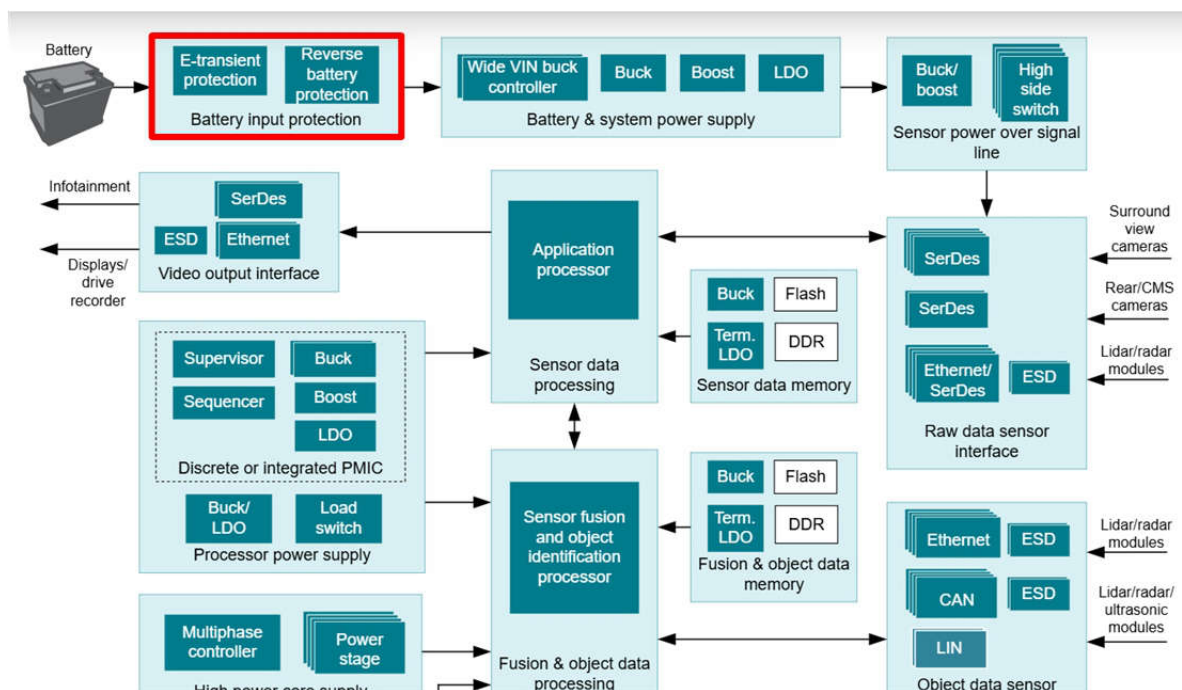 Battery
E-transient
protection
Reverse
battery
protection
Battery input protection
Wide VIN buck
controller
Buck
Boost
LDO
Battery & system power supply
Buck/
boost
High
side
switch
Sensor power over signal
line
Infotainment
Displays/
drive
recorder
SerDes
ESD
Ethernet
Video output interface
Application
processor
Sensor data
processing
Buck
Flash
Term.
LDO
DDR
Sensor data memory
SerDes
SerDes
Ethernet/
SerDes
ESD
Raw data sensor
interface
Surround
view
cameras
Rear/CMS
cameras
Lidar/radar
modules
Supervisor
Buck
Sequencer
Boost
LDO
Discrete or integrated PMIC
Buck/
LDO
Load
switch
Processor power supply
Sensor fusion
and object
identification
processor
Fusion & object data
processing
Buck
Flash
Term.
LDO
DDR
Fusion & object data
memory
Ethernet
ESD
CAN
ESD
LIN
Object data sensor
Lidar/radar
modules
Lidar/radar/
ultrasonic
modules
Multiphase
controller
Power
stage
High power core supply